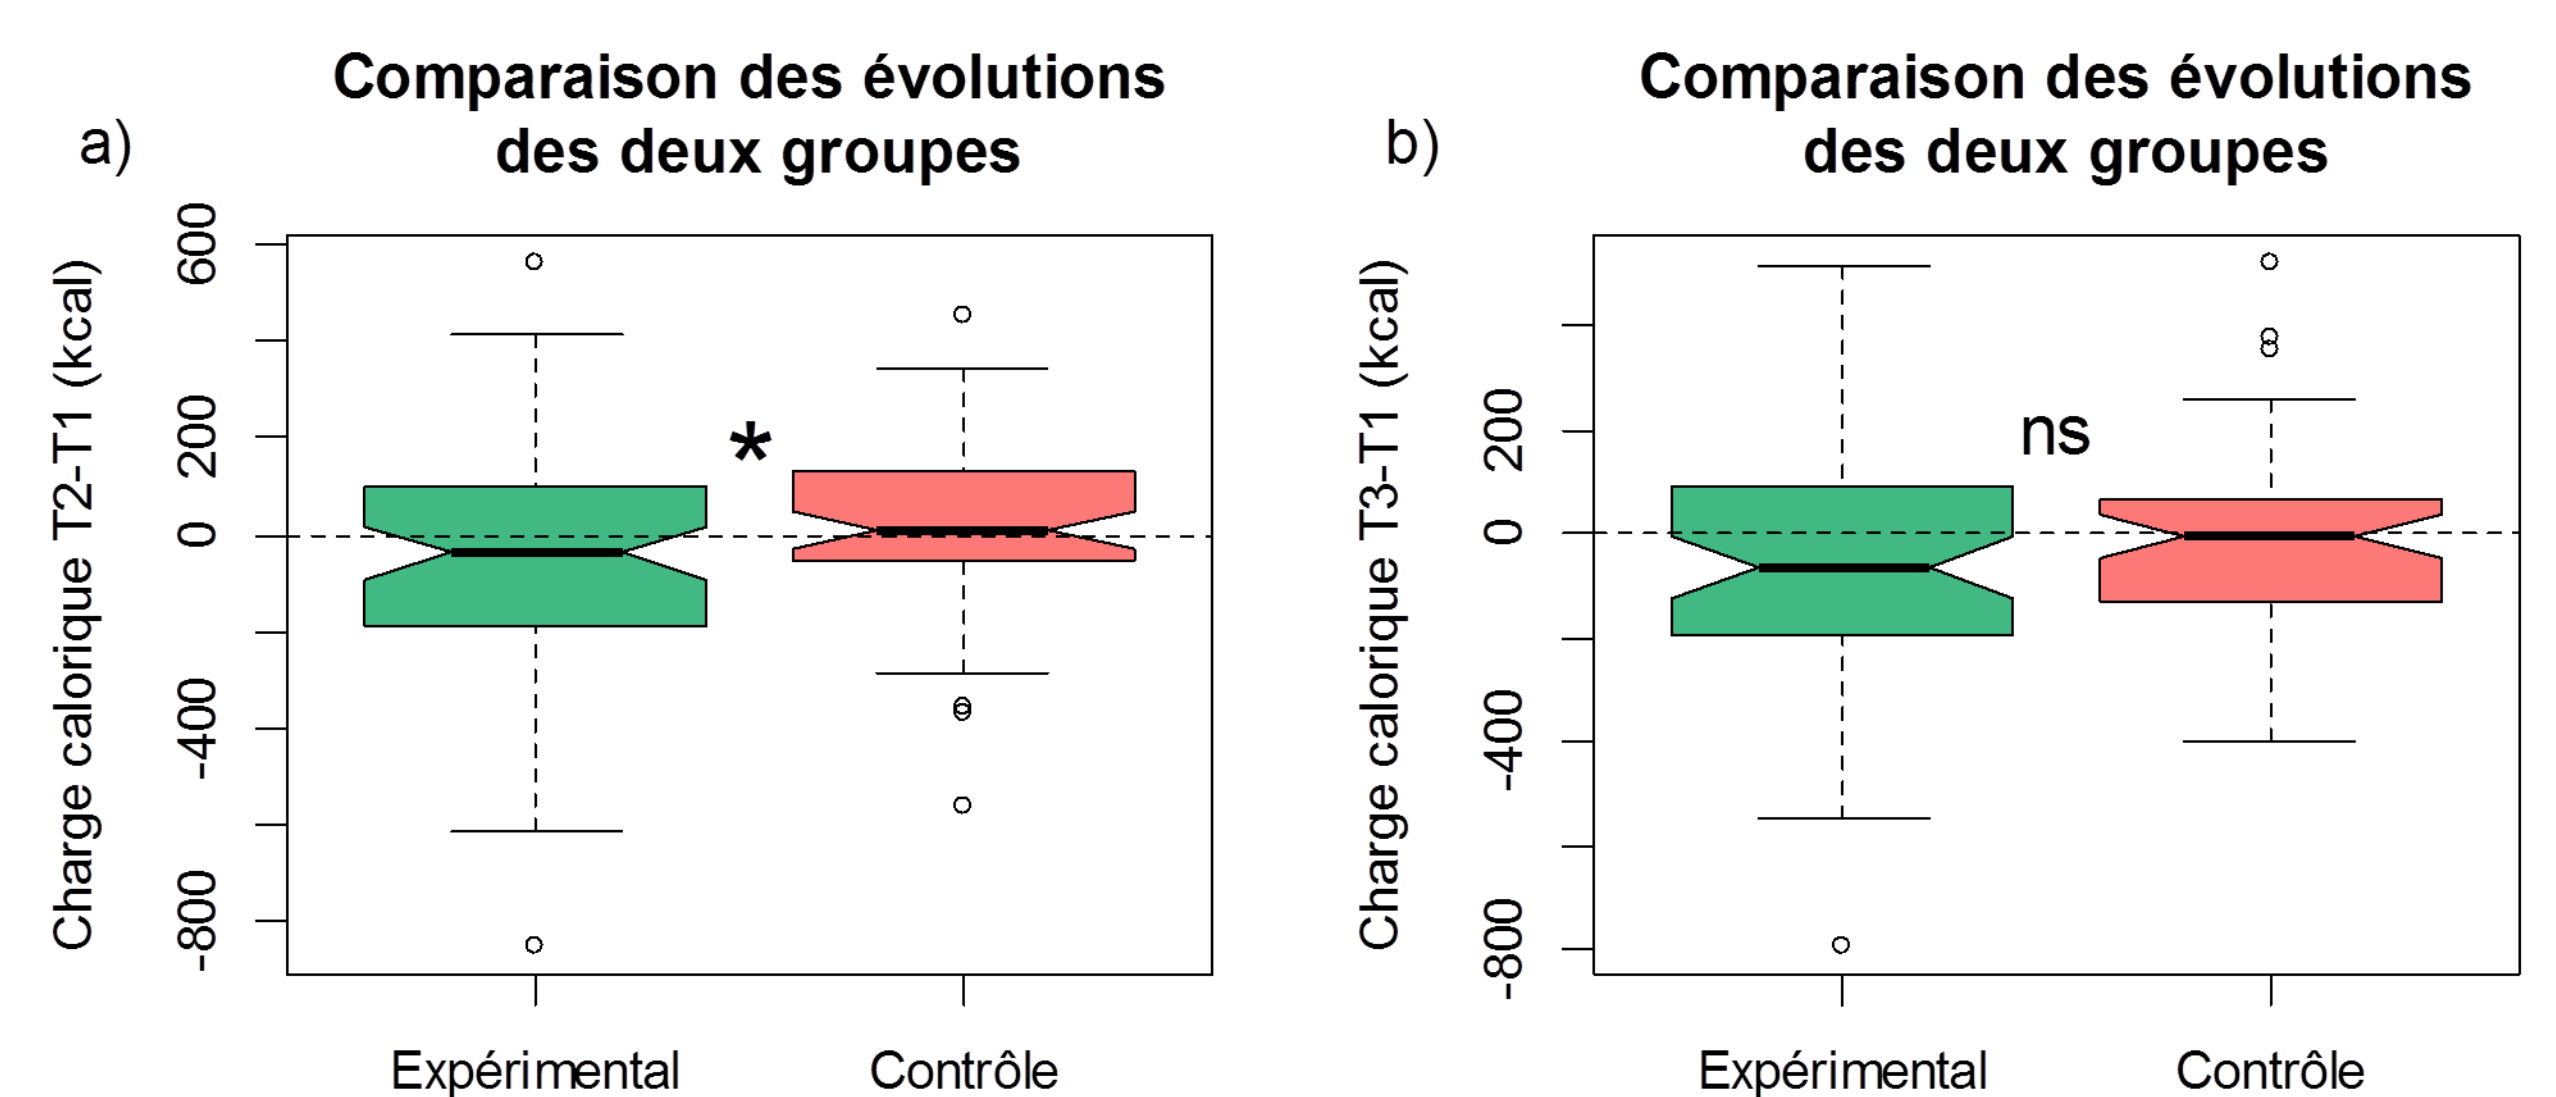 a)
Comparaison des évolutions
des deux groupes
Charge calorique T2-T1 (kcal)
600
200
0
-400
-800
*
Expérimental
Contrôle
b)
Comparaison des évolutions
des deux groupes
Charge calorique T3-T1 (kcal)
200
0
-400
-800
ns
Expérimental
Contrôle